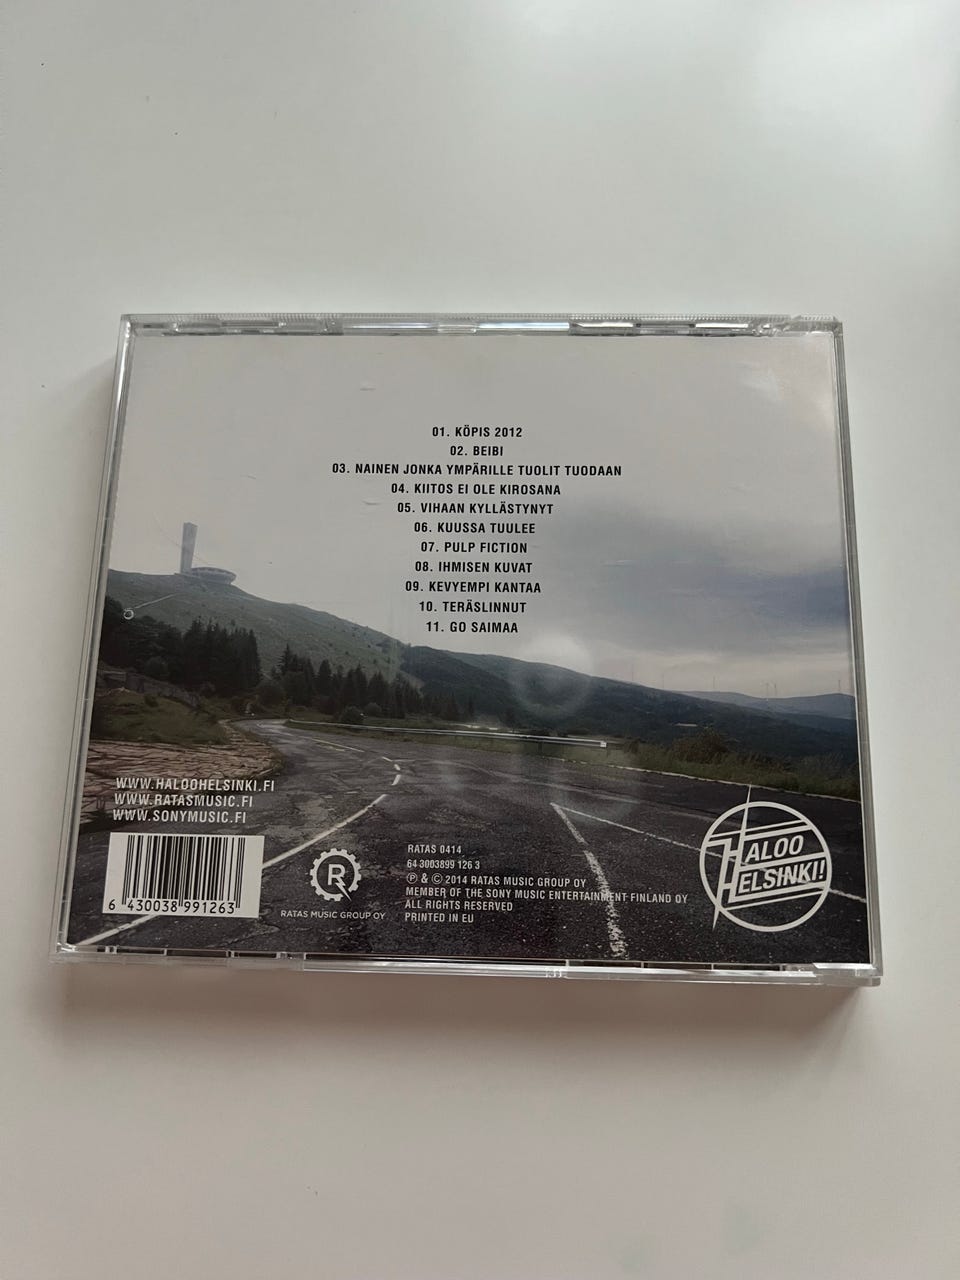 01. KÖPIS 2012
02. BEIBI
03. NAINEN JONKA YMPÄRILLE TUOLIT TUODAAN
04. KIITOS EI OLE KIROSANA
05. VIHAAN KYLLÄSTYNYT
06. KUUSSA TUULEE
07. PULP FICTION
08. IHMISEN KUVAT
09. KEVYEMPI KANTAA
10. TERÄSLINNUT
11. GO SAIMAA
WWW.HALOOHELSINKI.FI
WWW.RATASMUSIC.FI
WWW.SONYMUSIC.FI
6 430038 991263
R
RATAS MUSIC GROUP OY
RATAS 0414
64 3003899 126 3
Ⓟ & © 2014 RATAS MUSIC GROUP OY
MEMBER OF THE SONY MUSIC ENTERTAINMENT FINLAND OY
ALL RIGHTS RESERVED
PRINTED IN EU
HALOO
HELSINKI!